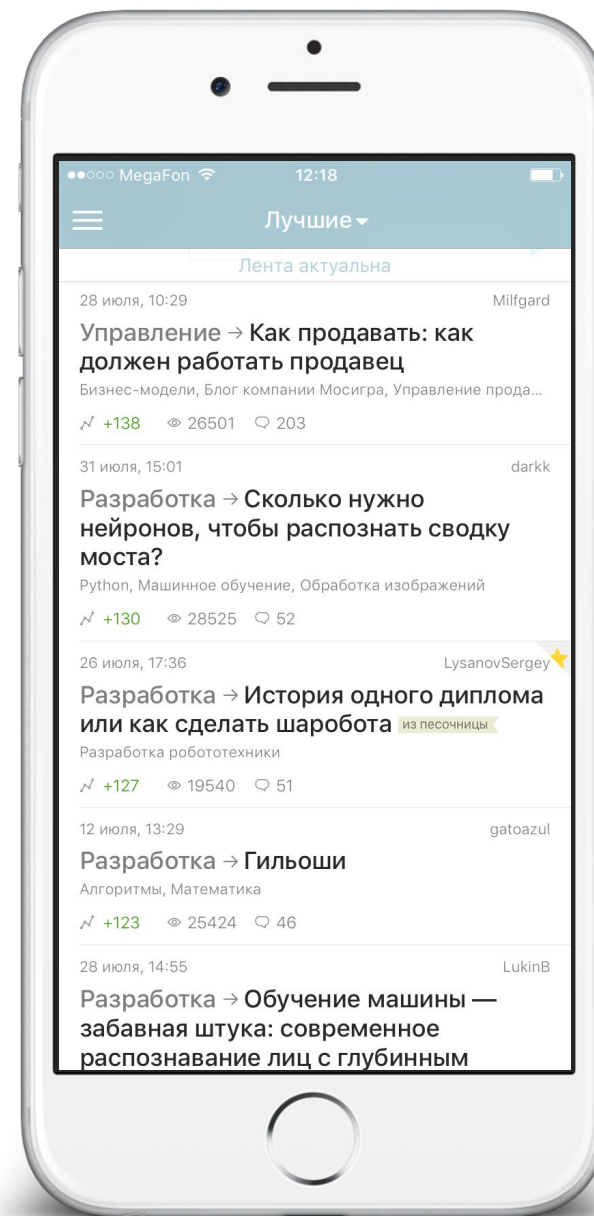 MegaFon 12:18
Лучшие
Лента актуальна
28 июля, 10:29 Milfgard
Управление → Как продавать: как
должен работать продавец
Бизнес-модели, Блог компании Мосигра, Управление прода...
+138 26501 203
31 июля, 15:01 darkk
Разработка → Сколько нужно
нейронов, чтобы распознать сводку
моста?
Python, Машинное обучение, Обработка изображений
+130 28525 52
26 июля, 17:36 LysanovSergey
Разработка → История одного диплома
или как сделать шаробота из песочницы
Разработка робототехники
+127 19540 51
12 июля, 13:29 gatoazul
Разработка → Гильоши
Алгоритмы, Математика
+123 25424 46
28 июля, 14:55 LukinB
Разработка → Обучение машины —
забавная штука: современное
распознавание лиц с глубинным